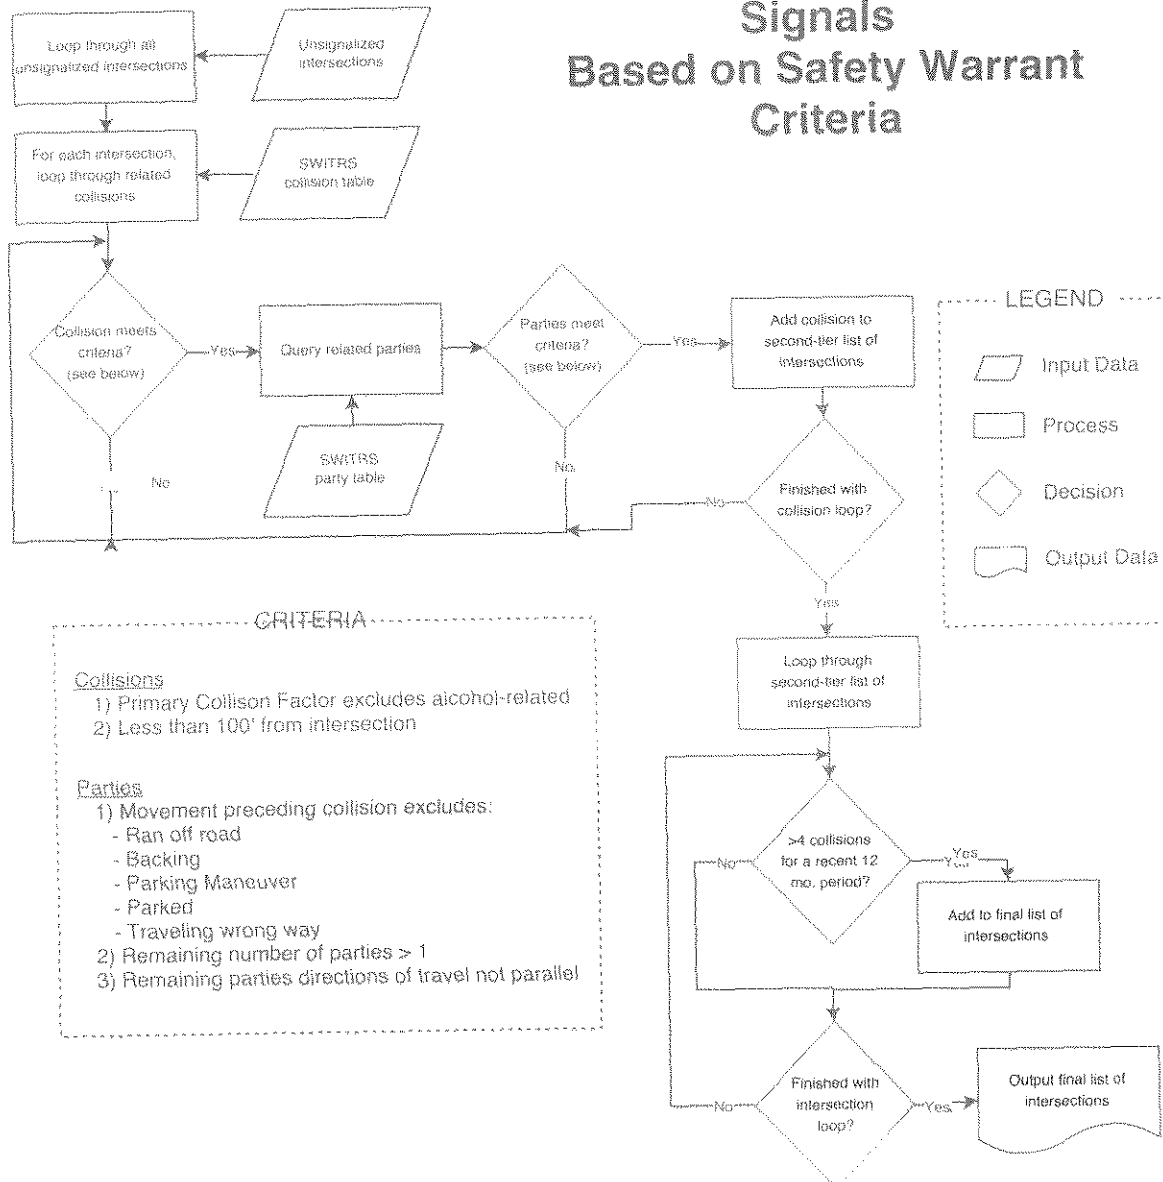 Signals
Based on Safety Warrant
Criteria
Loop through all
unsignalized intersections
Unsignalized
intersections
For each intersection,
loop through related
collisions
SWITRS
collision table
Collision meets
criteria?
(see below)
Yes
No
Query related parties
SWITRS
party table
Parties meet
criteria?
(see below)
Yes
No
Add collision to
second-tier list of
intersections
Finished with
collision loop?
No
Yes
LEGEND
Input Data
Process
Decision
Output Data
CRITERIA
Collisions
1) Primary Collison Factor excludes alcohol-related
2) Less than 100' from intersection
Parties
1) Movement preceding collision excludes:
- Ran off road
- Backing
- Parking Maneuver
- Parked
- Traveling wrong way
2) Remaining number of parties > 1
3) Remaining parties directions of travel not parallel
Loop through
second-tier list of
intersections
>4 collisions
for a recent 12
mo. period?
No
Yes
Add to final list of
intersections
Finished with
intersection
loop?
No
Yes
Output final list of
intersections